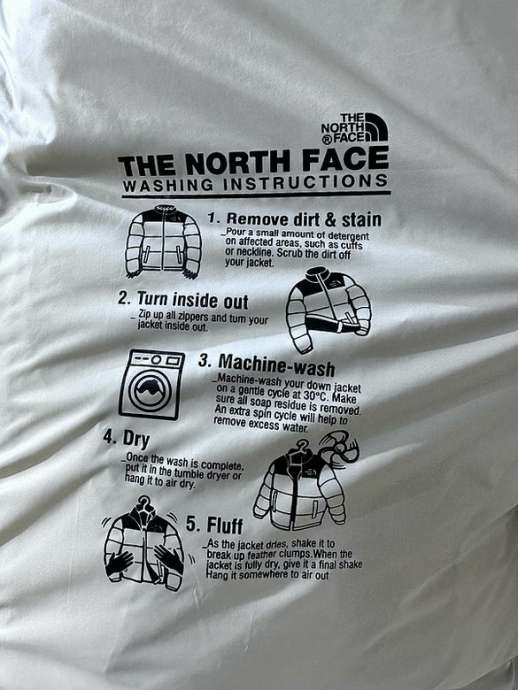 THE
NORTH
®FACE
THE NORTH FACE
WASHING INSTRUCTIONS
1. Remove dirt & stain
_Pour a small amount of detergent
on affected areas, such as cuffs
or neckline. Scrub the dirt off
your jacket.
2. Turn inside out
_ Zip up all zippers and turn your
jacket inside out.
3. Machine-wash
_Machine-wash your down jacket
on a gentle cycle at 30°C. Make
sure all soap residue is removed.
An extra spin cycle will help to
remove excess water.
4. Dry
_Once the wash is complete,
put it in the tumble dryer or
hang it to air dry.
5. Fluff
_As the jacket dries, shake it to
break up feather clumps.When the
jacket is fully dry, give it a final shake
Hang it somewhere to air out